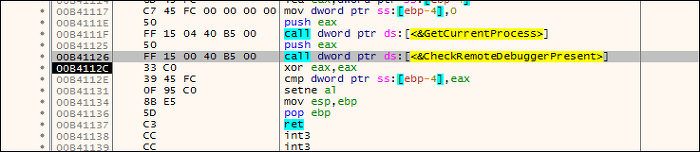 00B41117 C7 45 FC 00 00 00 00 mov dword ptr ss:[ebp-4],0
00B4111E 50 push eax
00B4111F FF 15 04 40 B5 00 call dword ptr ds:[<&GetCurrentProcess>]
00B41125 50 push eax
00B41126 FF 15 00 40 B5 00 call dword ptr ds:[<&CheckRemoteDebuggerPresent>]
00B4112C 33 C0 xor eax,eax
00B4112E 39 45 FC cmp dword ptr ss:[ebp-4],eax
00B41131 0F 95 C0 setne al
00B41134 8B E5 mov esp,ebp
00B41136 5D pop ebp
00B41137 C3 ret
00B41138 CC int3
00B41139 CC int3